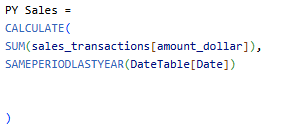 PY Sales =
CALCULATE(
SUM(sales_transactions[amount_dollar]),
SAMEPERIODLASTYEAR(DateTable[Date])
)